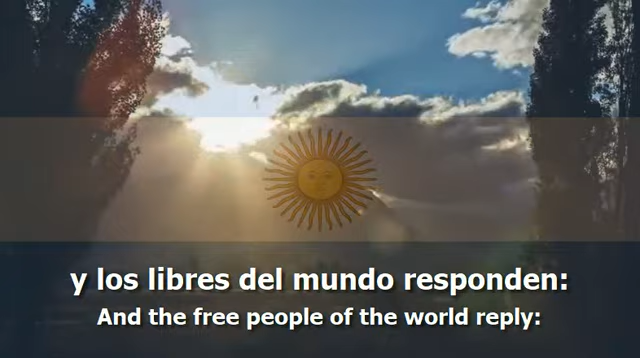 y los libres del mundo responden:
And the free people of the world reply: